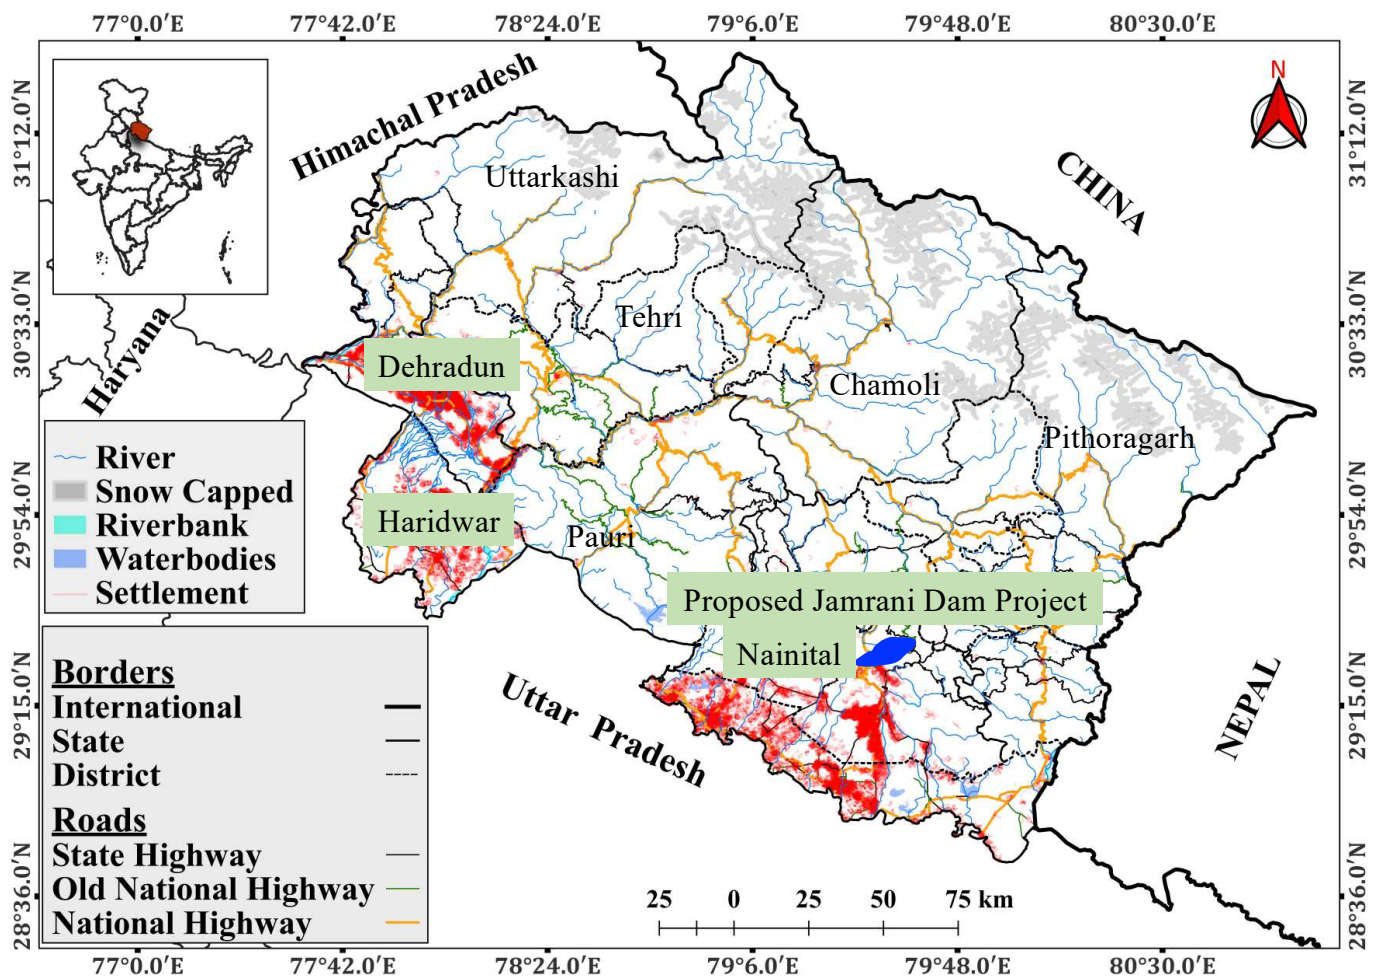 77°0.0′E 77°42.0′E 78°24.0′E 79°6.0′E 79°48.0′E 80°30.0′E
31°12.0′N
30°33.0′N
29°54.0′N
29°15.0′N
28°36.0′N
Himachal Pradesh
N
CHINA
Uttarkashi
Haryana
Tehri
Dehradun
Chamoli
Pithoragarh
Haridwar
Pauri
Proposed Jamrani Dam Project
Nainital
Uttar Pradesh
NEPAL
River
Snow Capped
Riverbank
Waterbodies
Settlement
Borders
International
State
District
Roads
State Highway
Old National Highway
National Highway
25 0 25 50 75 km
31°12.0′N
30°33.0′N
29°54.0′N
29°15.0′N
28°36.0′N
77°0.0′E 77°42.0′E 78°24.0′E 79°6.0′E 79°48.0′E 80°30.0′E